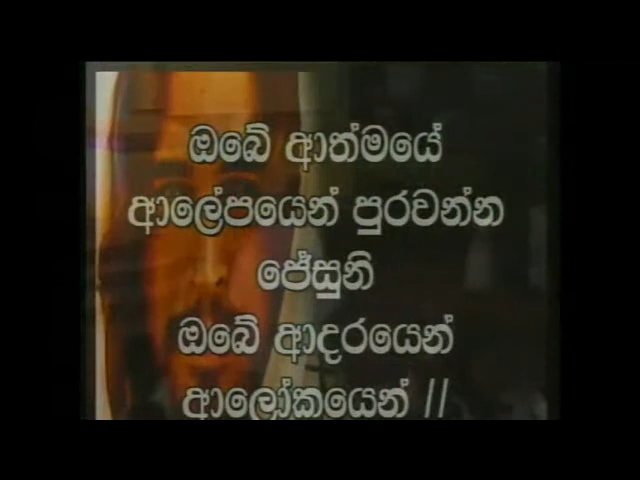 ඔබේ ආත්මයේ
ආලේපයෙන් පුරවන්න
ජේසුනි
ඔබේ ආදරයෙන්
ආලෝකයෙන් //